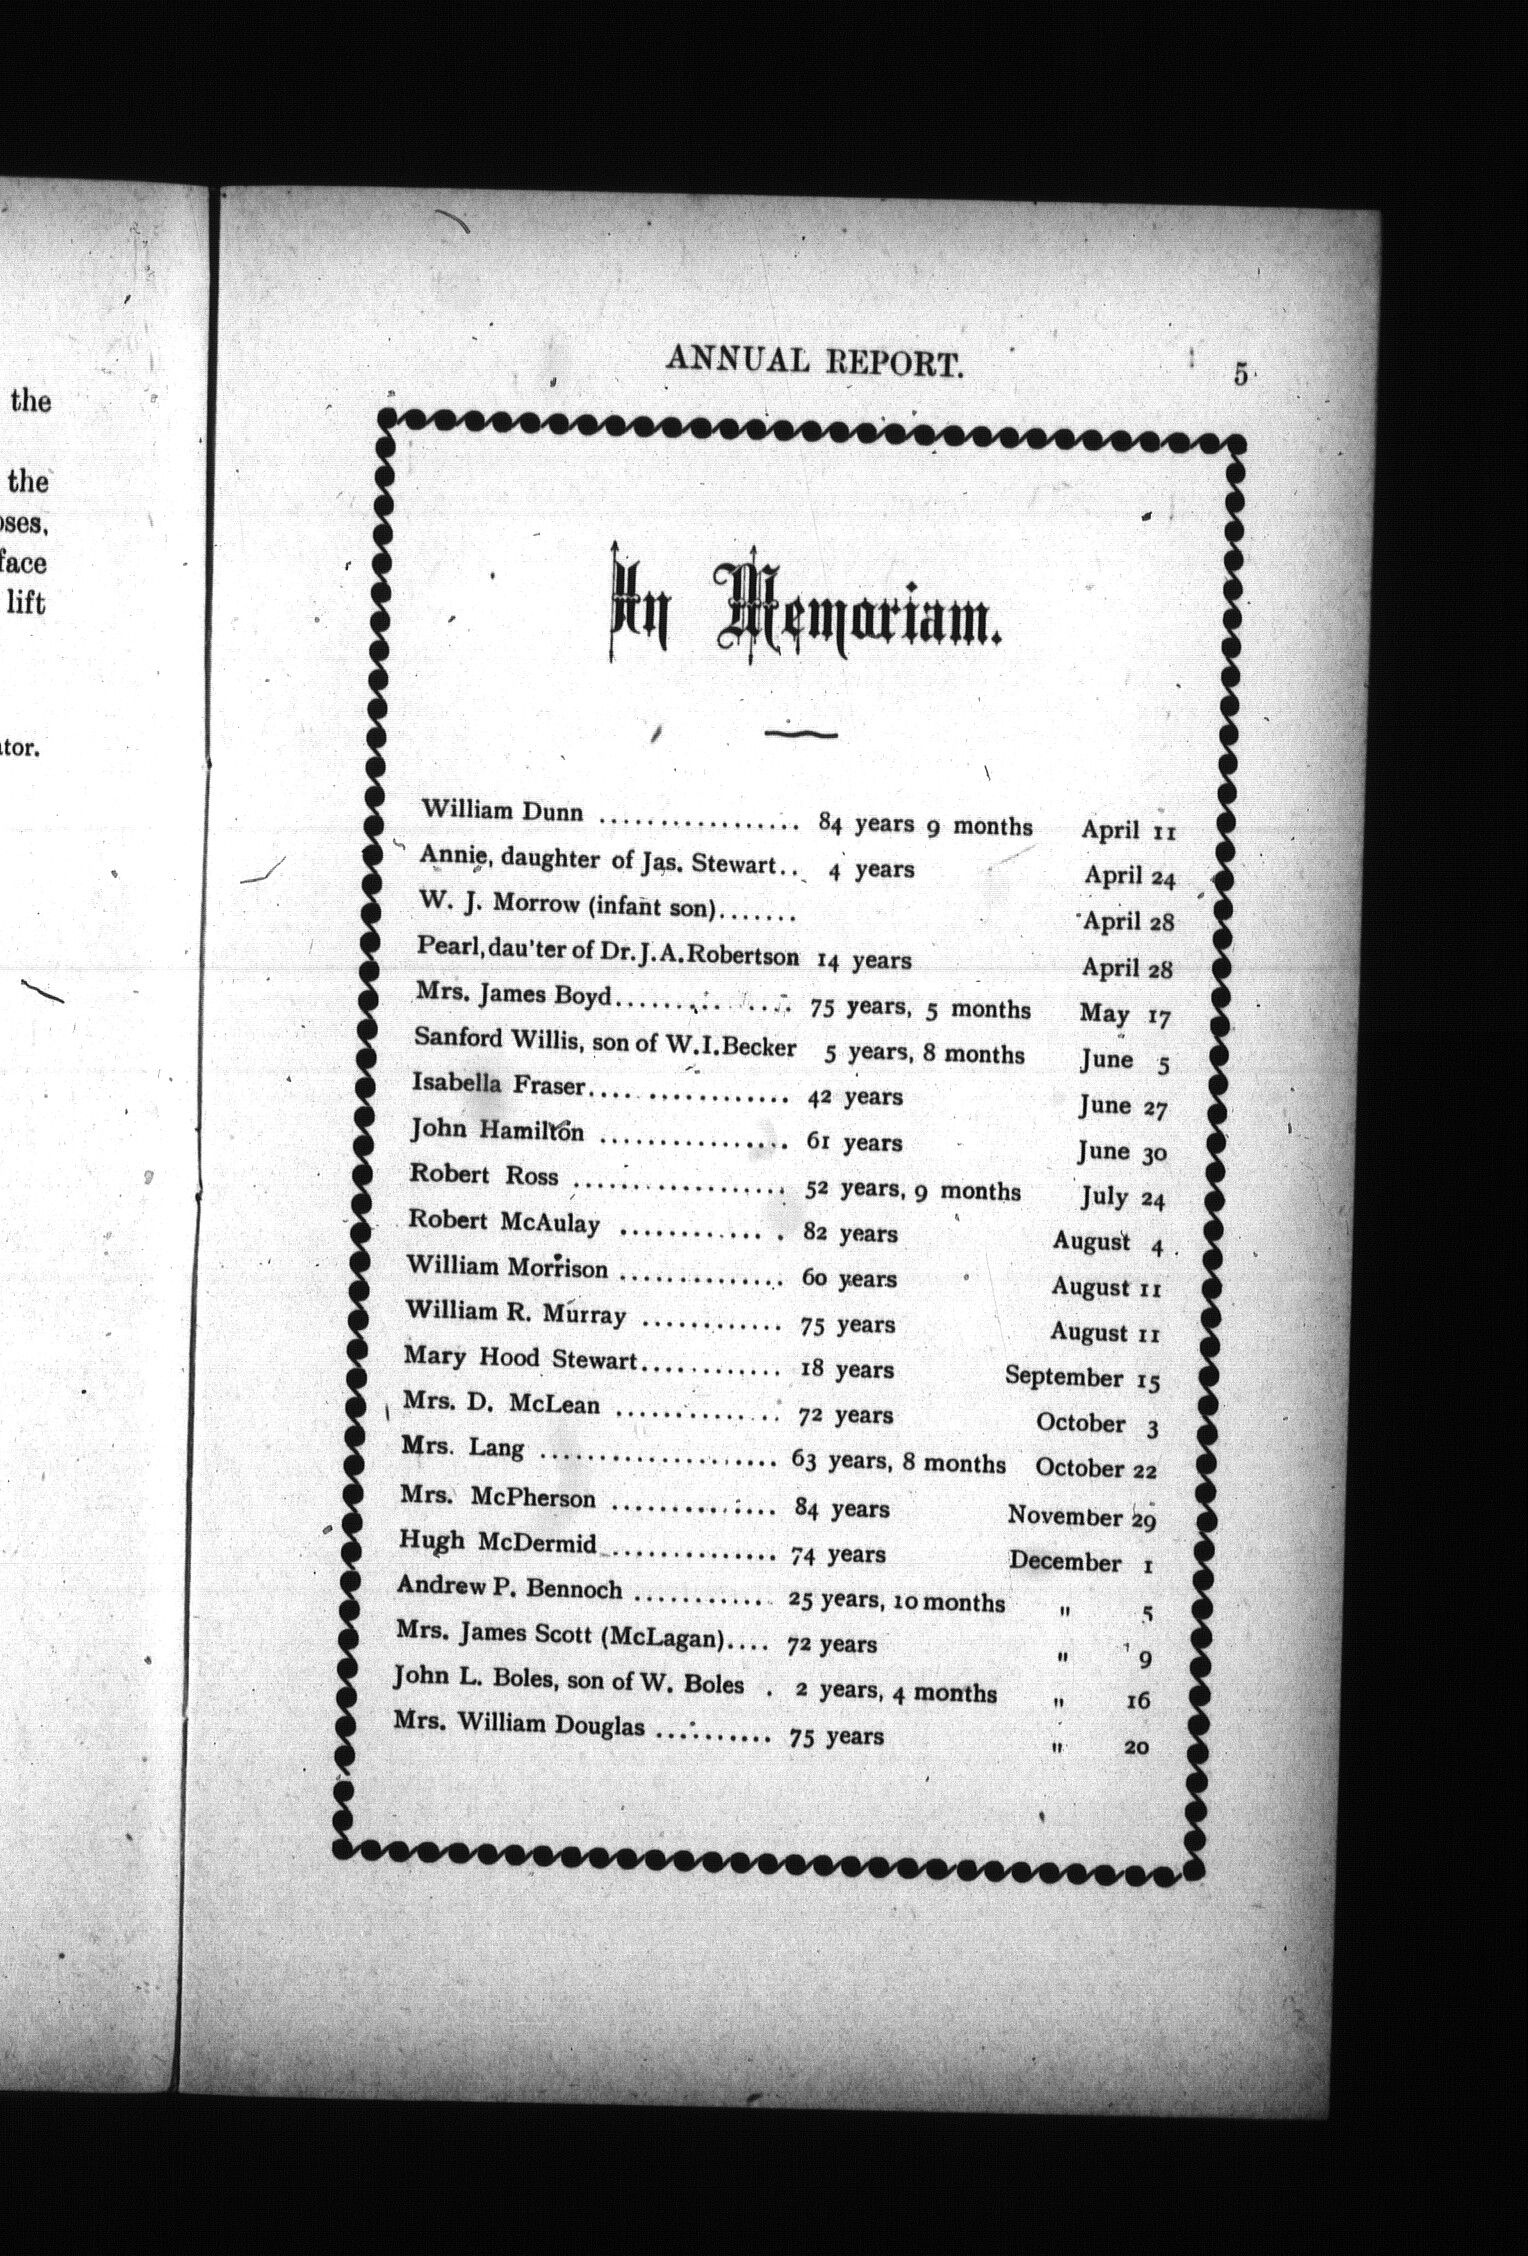 the
the
face
lift
ANNUAL REPORT. 5
In Memoriam.
William Dunn ................. 84 years 9 months April 11
Annie, daughter of Jas. Stewart.. 4 years April 24
W. J. Morrow (infant son)....... April 28
Pearl, dau'ter of Dr. J. A. Robertson 14 years April 28
Mrs. James Boyd............... 75 years, 5 months May 17
Sanford Willis, son of W. I. Becker 5 years, 8 months June 5
Isabella Fraser.... ............ 42 years June 27
John Hamilton ................ 61 years June 30
Robert Ross .................. 52 years, 9 months July 24
Robert McAulay ............ . 82 years August 4
William Morrison .............. 60 years August 11
William R. Murray ............ 75 years August 11
Mary Hood Stewart............ 18 years September 15
Mrs. D. McLean .............. 72 years October 3
Mrs. Lang .................... 63 years, 8 months October 22
Mrs. McPherson .............. 84 years November 29
Hugh McDermid .............. 74 years December 1
Andrew P. Bennoch ............ 25 years, 10 months " 5
Mrs. James Scott (McLagan).... 72 years " 9
John L. Boles, son of W. Boles . 2 years, 4 months " 16
Mrs. William Douglas .......... 75 years " 20